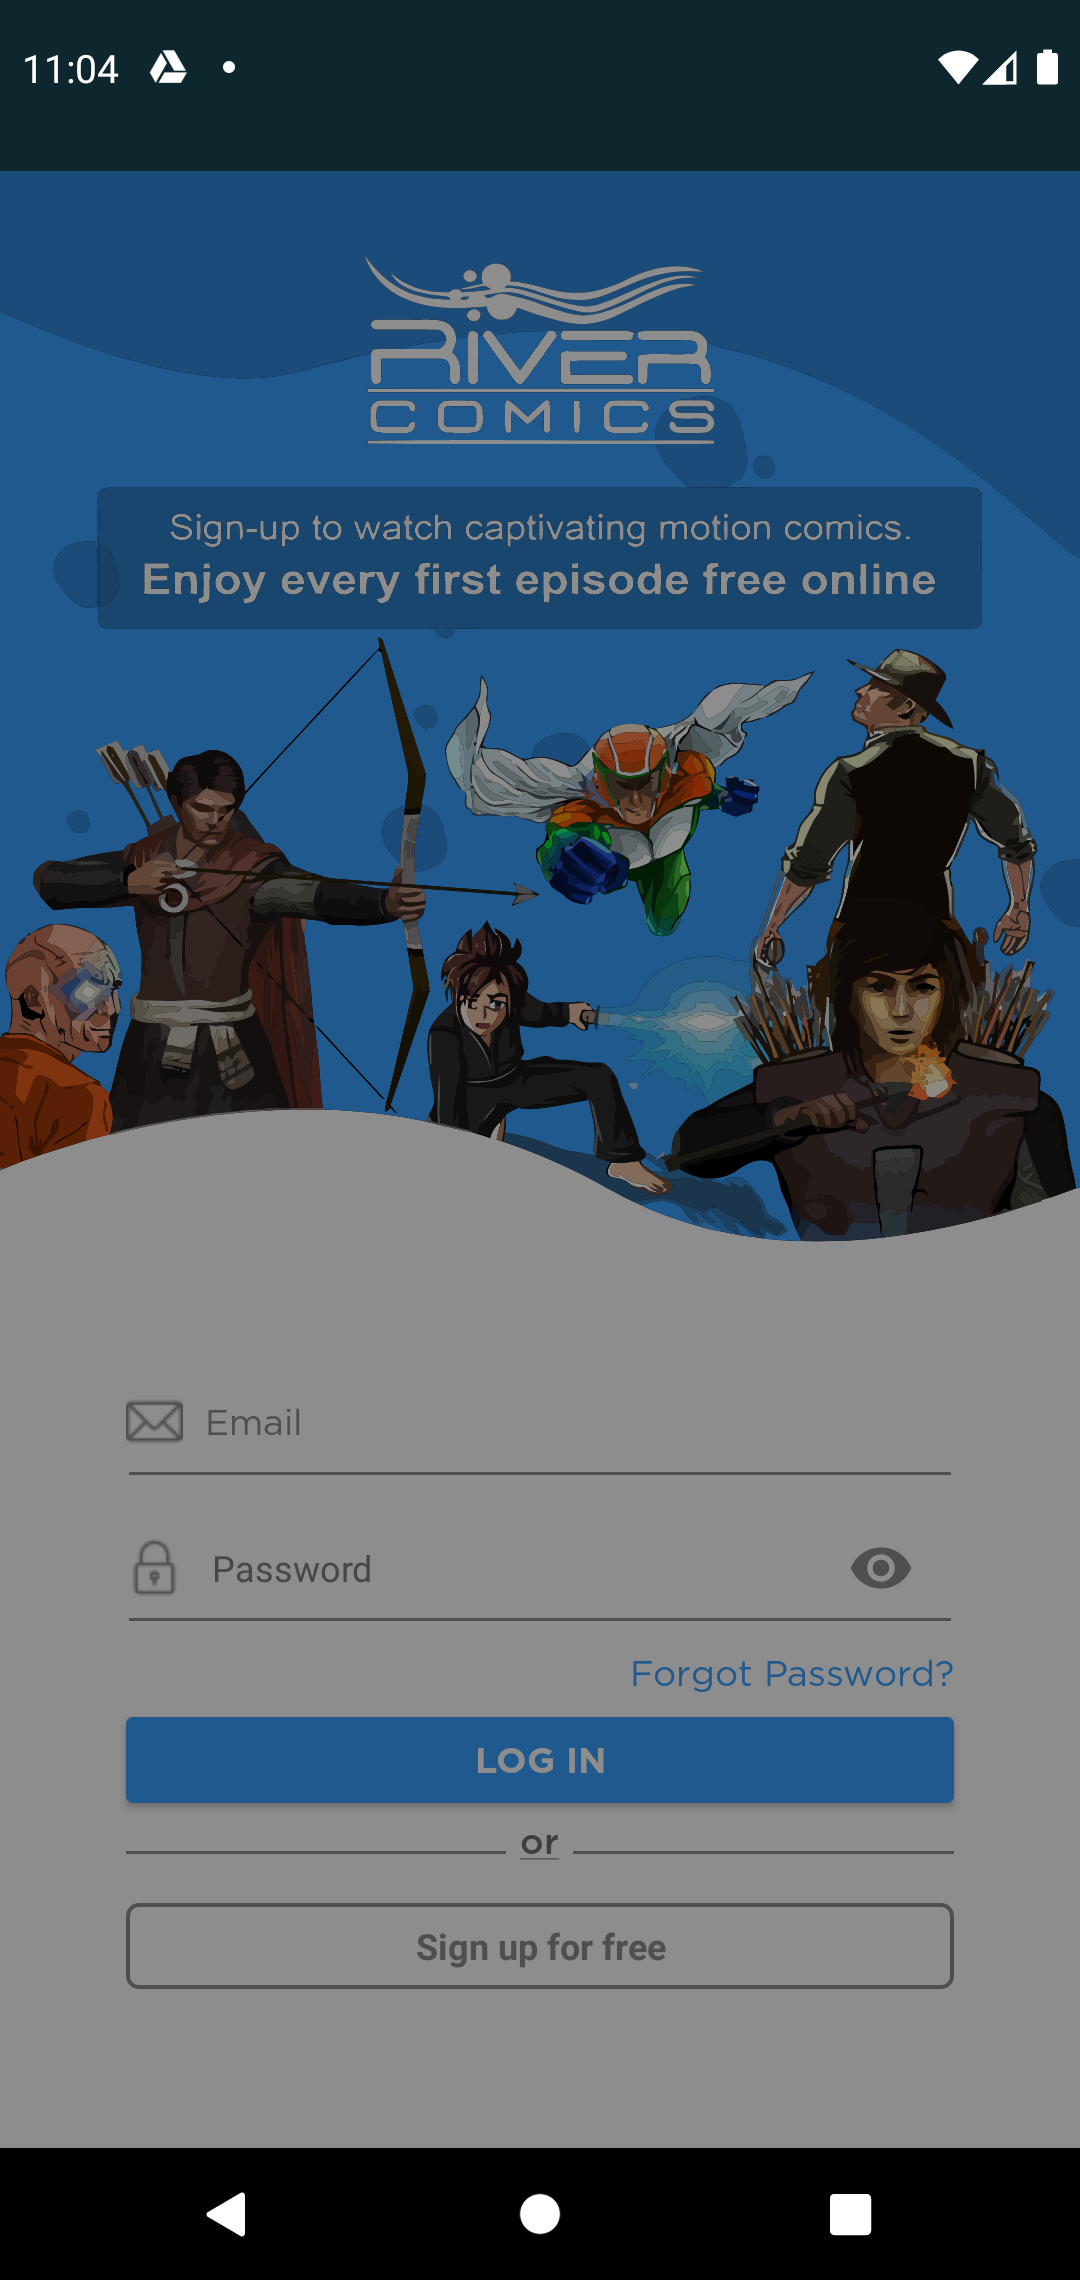 11:04
RIVER
COMICS
Sign-up to watch captivating motion comics.
Enjoy every first episode free online
Email
Password
Forgot Password?
LOG IN
or
Sign up for free